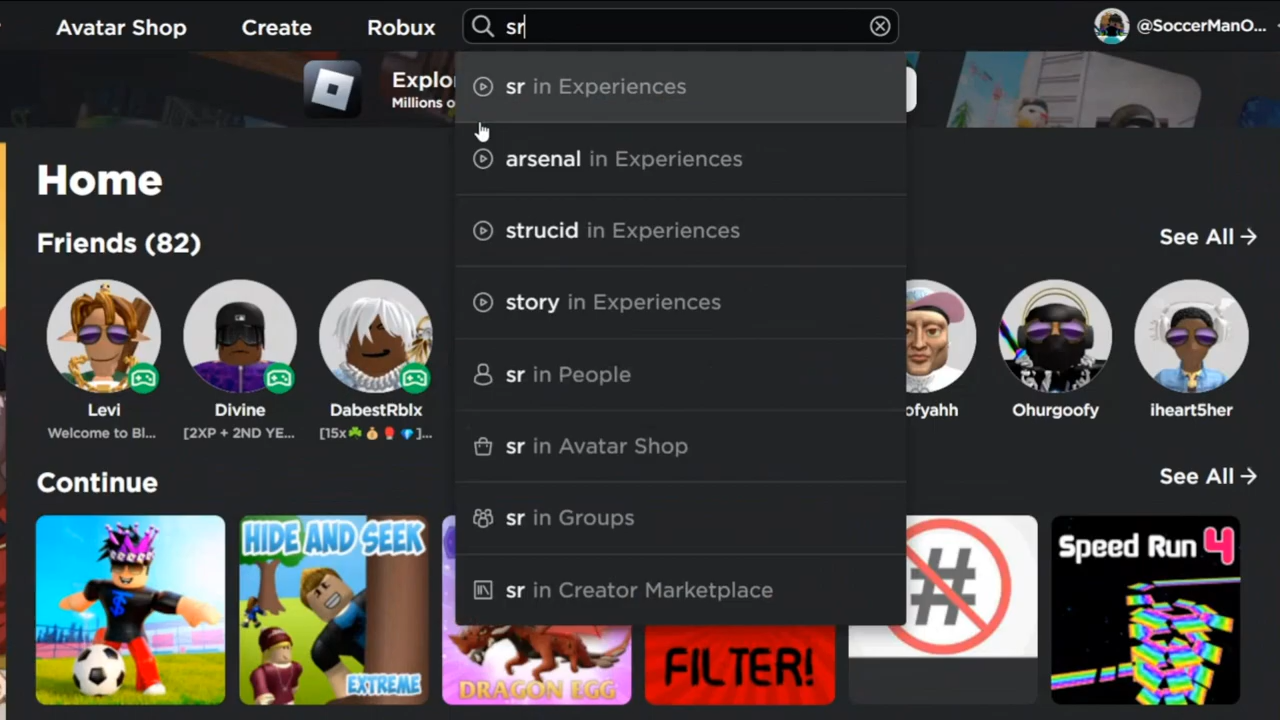 Avatar Shop
Create
Robux
sr
@SoccerManO...
Explo
Millions o
sr in Experiences
arsenal in Experiences
strucid in Experiences
story in Experiences
sr in People
sr in Avatar Shop
sr in Groups
sr in Creator Marketplace
Home
Friends (82)
See All →
Levi
Welcome to Bl...
Divine
[2XP + 2ND YE...
DabestRblx
[15x☘️💰🥊💎]...
ofyahh
Ohurgoofy
iheart5her
Continue
See All →
HIDE AND SEEK
EXTREME
DRAGON EGG
FILTER!
#
Speed Run 4